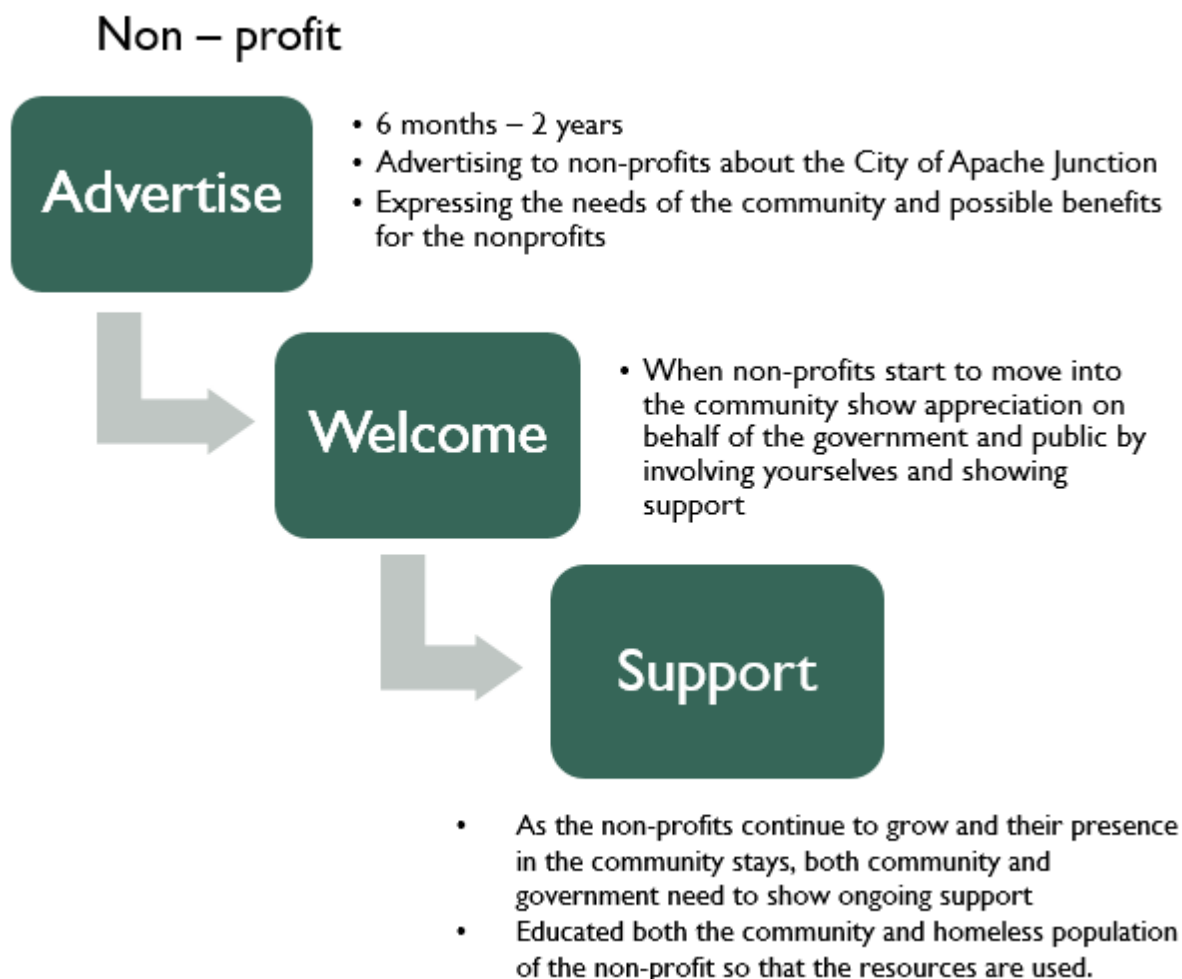 Non – profit
Advertise
• 6 months – 2 years
• Advertising to non-profits about the City of Apache Junction
• Expressing the needs of the community and possible benefits
for the nonprofits
Welcome
• When non-profits start to move into
the community show appreciation on
behalf of the government and public by
involving yourselves and showing
support
Support
• As the non-profits continue to grow and their presence
in the community stays, both community and
government need to show ongoing support
• Educated both the community and homeless population
of the non-profit so that the resources are used.